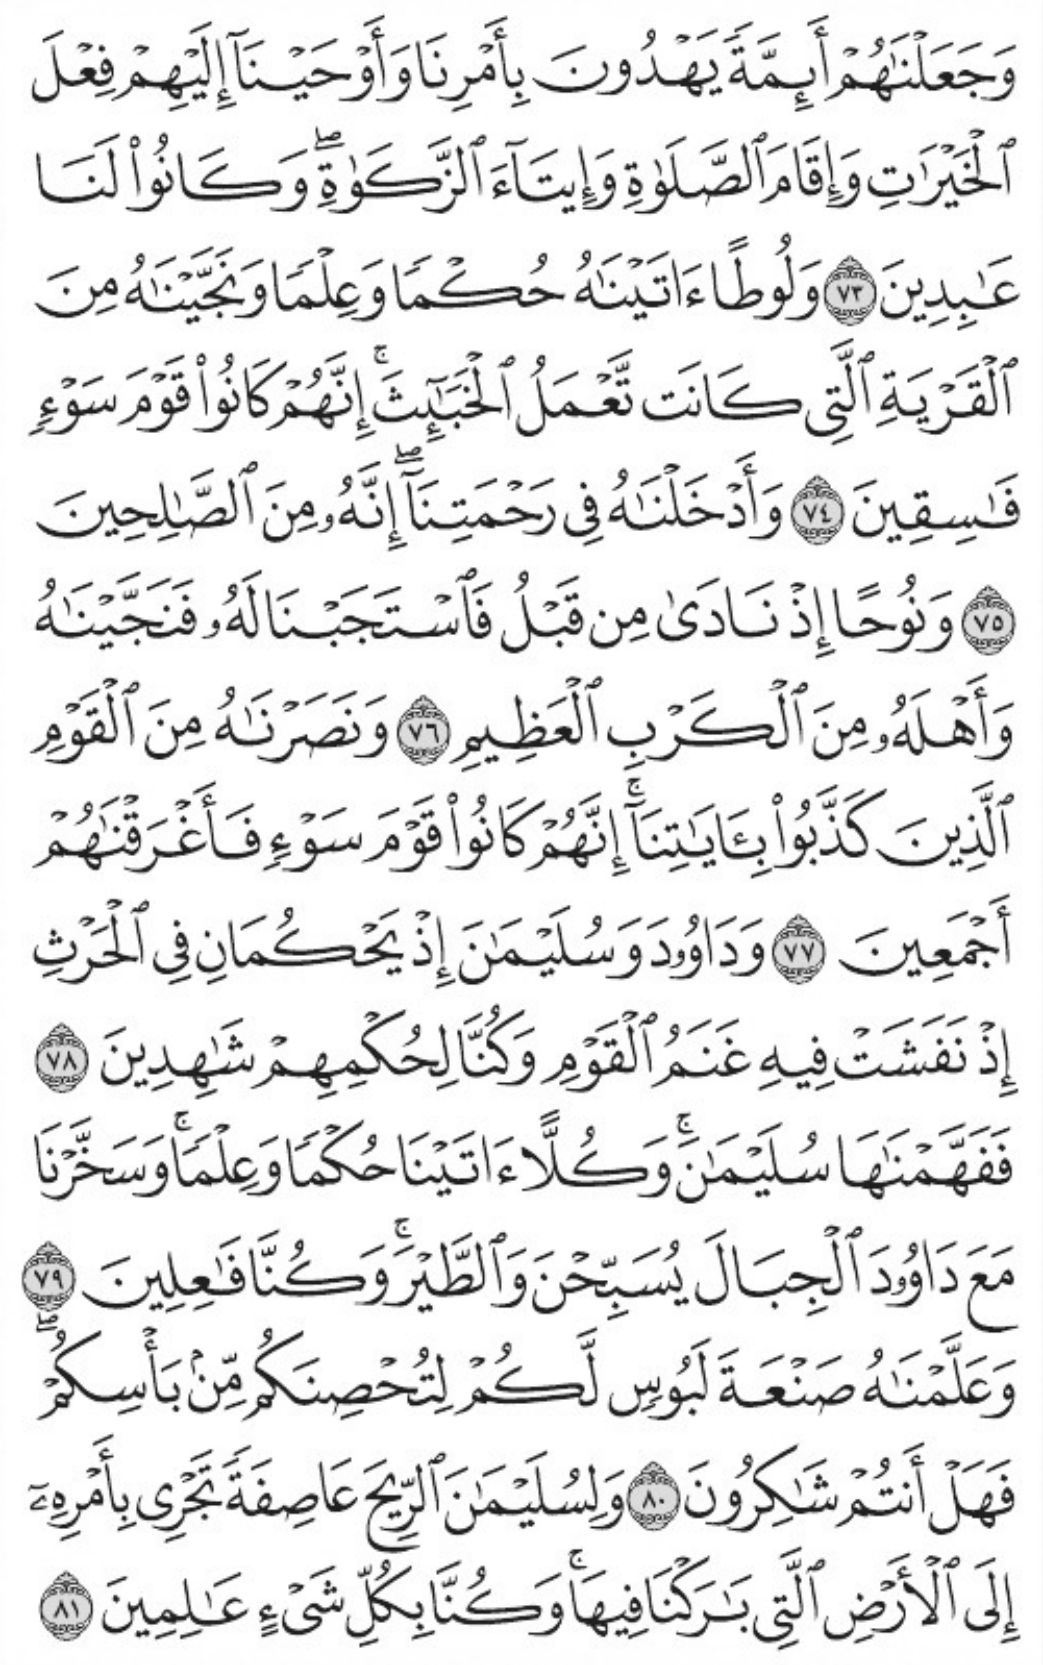 وَجَعَلْنَٰهُمْ أَئِمَّةً يَهْدُونَ بِأَمْرِنَا وَأَوْحَيْنَآ إِلَيْهِمْ فِعْلَ
ٱلْخَيْرَٰتِ وَإِقَامَ ٱلصَّلَوٰةِ وَإِيتَآءَ ٱلزَّكَوٰةِ ۖ وَكَانُوا۟ لَنَا
عَٰبِدِينَ ٧٣ وَلُوطًا ءَاتَيْنَٰهُ حُكْمًا وَعِلْمًا وَنَجَّيْنَٰهُ مِنَ
ٱلْقَرْيَةِ ٱلَّتِى كَانَت تَّعْمَلُ ٱلْخَبَٰٓئِثَ ۗ إِنَّهُمْ كَانُوا۟ قَوْمَ سَوْءٍ
فَٰسِقِينَ ٧٤ وَأَدْخَلْنَٰهُ فِى رَحْمَتِنَآ ۖ إِنَّهُۥ مِنَ ٱلصَّٰلِحِينَ
٧٥ وَنُوحًا إِذْ نَادَىٰ مِن قَبْلُ فَٱسْتَجَبْنَا لَهُۥ فَنَجَّيْنَٰهُ
وَأَهْلَهُۥ مِنَ ٱلْكَرْبِ ٱلْعَظِيمِ ٧٦ وَنَصَرْنَٰهُ مِنَ ٱلْقَوْمِ
ٱلَّذِينَ كَذَّبُوا۟ بِـَٔايَٰتِنَآ ۚ إِنَّهُمْ كَانُوا۟ قَوْمَ سَوْءٍ فَأَغْرَقْنَٰهُمْ
أَجْمَعِينَ ٧٧ وَدَاوُۥدَ وَسُلَيْمَٰنَ إِذْ يَحْكُمَانِ فِى ٱلْحَرْثِ
إِذْ نَفَشَتْ فِيهِ غَنَمُ ٱلْقَوْمِ وَكُنَّا لِحُكْمِهِمْ شَٰهِدِينَ ٧٨
فَفَهَّمْنَٰهَا سُلَيْمَٰنَ ۚ وَكُلًّا ءَاتَيْنَا حُكْمًا وَعِلْمًا ۚ وَسَخَّرْنَا
مَعَ دَاوُۥدَ ٱلْجِبَالَ يُسَبِّحْنَ وَٱلطَّيْرَ ۚ وَكُنَّا فَٰعِلِينَ ٧٩
وَعَلَّمْنَٰهُ صَنْعَةَ لَبُوسٍ لَّكُمْ لِتُحْصِنَكُم مِّنۢ بَأْسِكُمْ ۖ
فَهَلْ أَنتُمْ شَٰكِرُونَ ٨٠ وَلِسُلَيْمَٰنَ ٱلرِّيحَ عَاصِفَةً تَجْرِى بِأَمْرِهِۦٓ
إِلَى ٱلْأَرْضِ ٱلَّتِى بَٰرَكْنَا فِيهَا ۚ وَكُنَّا بِكُلِّ شَىْءٍ عَٰلِمِينَ ٨١